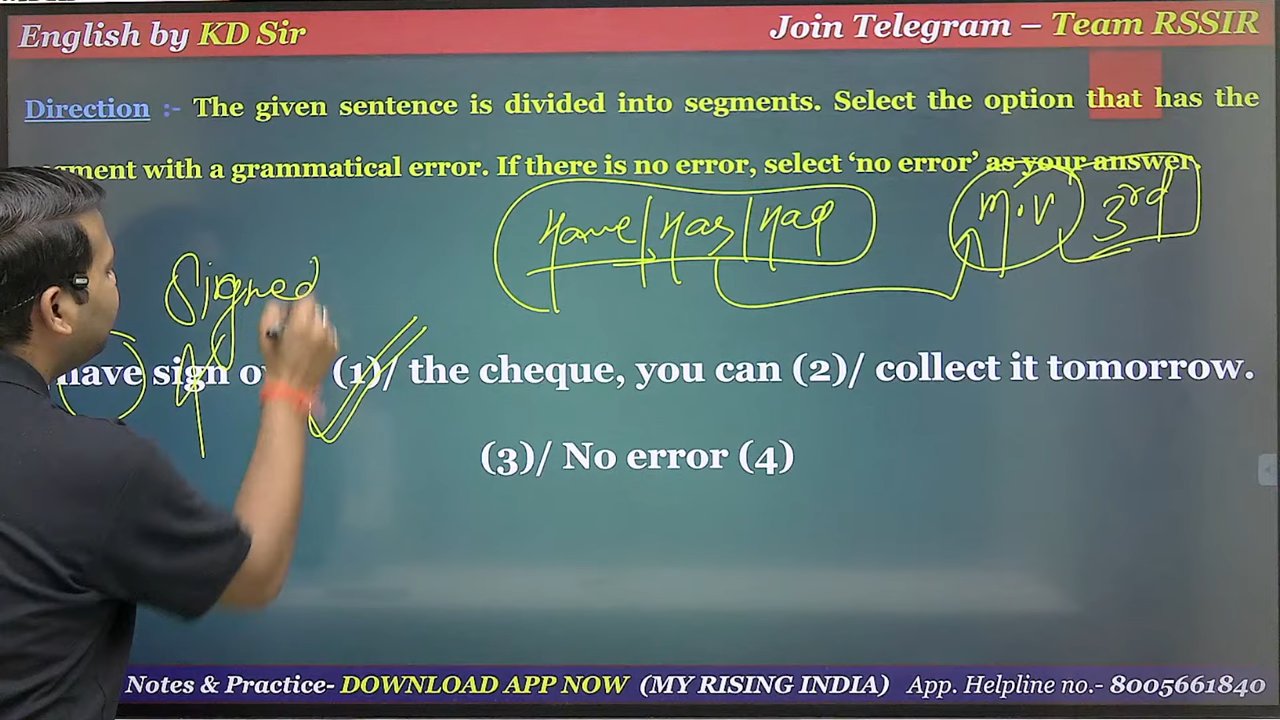 English by KD Sir
Join Telegram – Team RSSIR
Direction :- The given sentence is divided into segments. Select the option that has the
with a grammatical error. If there is no error, select ‘no error’ as your answer.
Have/Has/Had
M.V 3rd
Signed
have sign (1)/ the cheque, you can (2)/ collect it tomorrow.
(3)/ No error (4)
Notes & Practice- DOWNLOAD APP NOW (MY RISING INDIA) App. Helpline no.- 8005661840